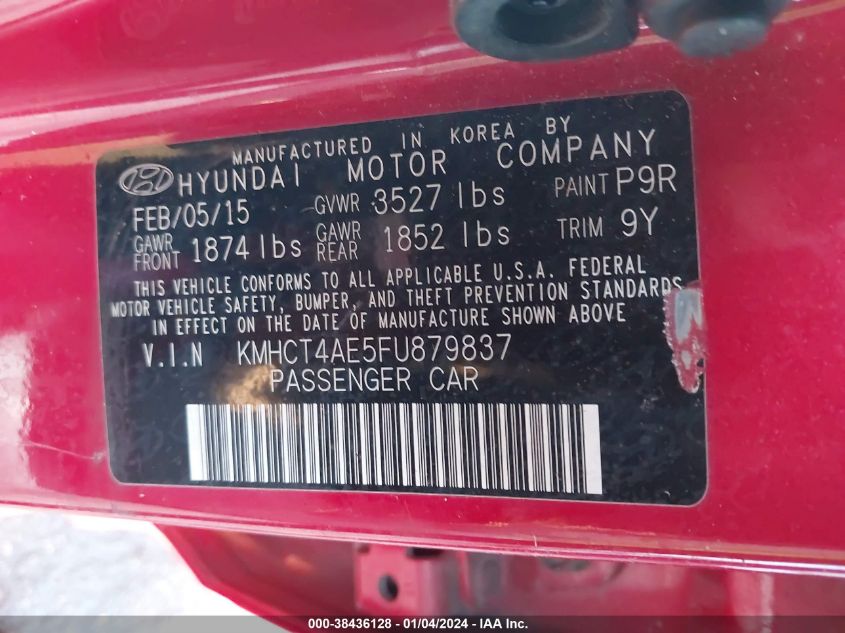 MANUFACTURED IN KOREA BY
HYUNDAI MOTOR COMPANY
FEB/05/15 GVWR 3527 lbs PAINT P9R
GAWR FRONT 1874 lbs GAWR REAR 1852 lbs TRIM 9Y
THIS VEHICLE CONFORMS TO ALL APPLICABLE U.S.A. FEDERAL
MOTOR VEHICLE SAFETY, BUMPER, AND THEFT PREVENTION STANDARDS
IN EFFECT ON THE DATE OF MANUFACTURE SHOWN ABOVE
V.I.N KMHCT4AE5FU879837
PASSENGER CAR
000-38436128 - 01/04/2024 - IAA Inc.